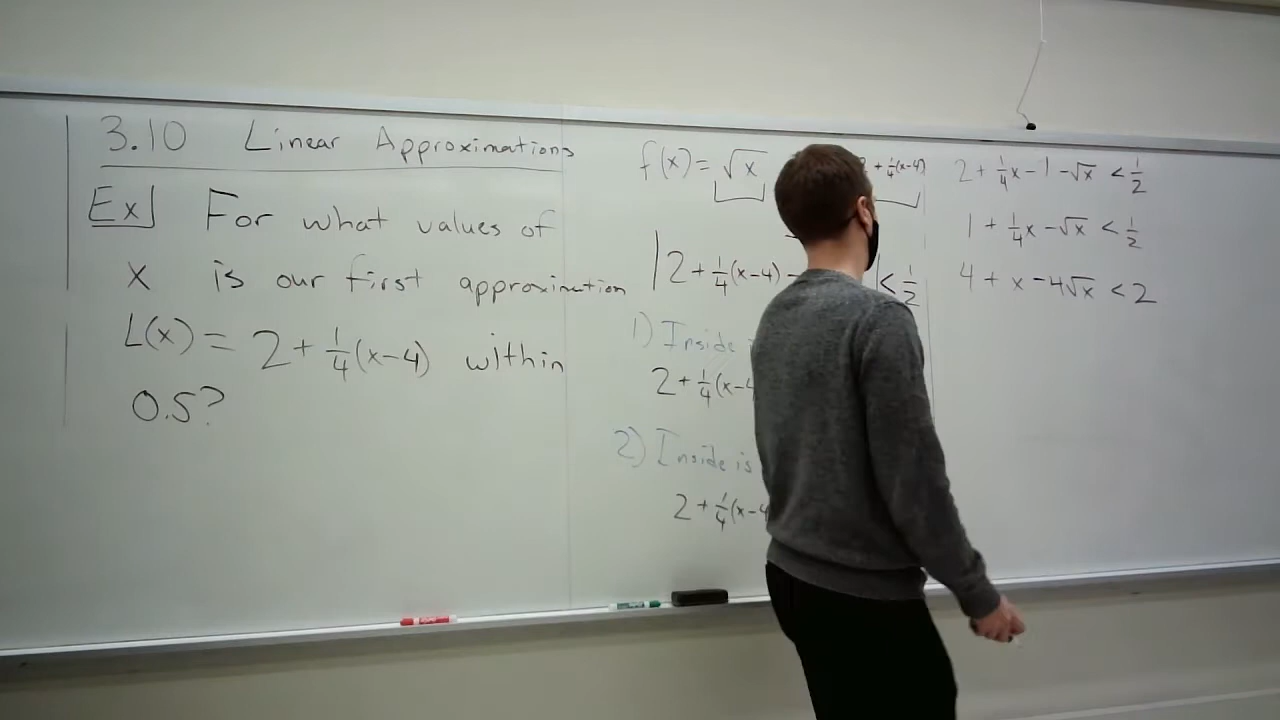 3.10 Linear Approximations
Ex For what values of
x is our first approximation
L(x) = 2 + 1/4(x-4) within
0.5?
f(x) = √x
2 + 1/4(x-4)
|2 + 1/4(x-4) - | < 1/2
1) Inside
2 + 1/4(x-4
2) Inside is
2 + 1/4(x-4
2 + 1/4x - 1 - √x < 1/2
1 + 1/4x - √x < 1/2
4 + x - 4√x < 2